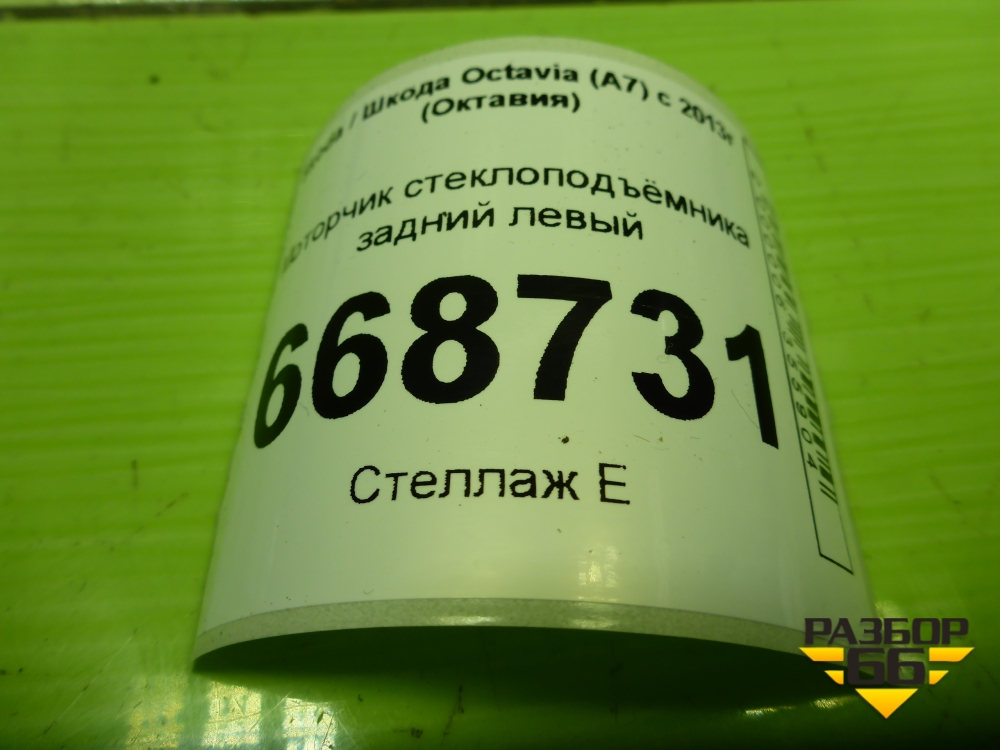 / Шкода Octavia (A7) с 2013г
(Октавия)
моторчик стеклоподъёмника
задний левый
668731
Стеллаж Е
РАЗБОР
66